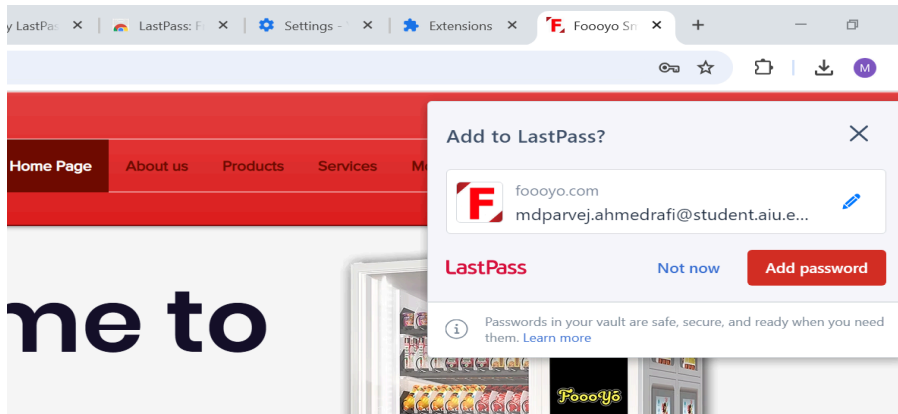 y LastPas
LastPass: F
Settings -
Extensions
Foooyo Sm
M
Home Page
About us
Products
Services
Add to LastPass?
F
foooyo.com
mdparvej.ahmedrafi@student.aiu.e...
LastPass
Not now
Add password
Passwords in your vault are safe, secure, and ready when you need
them. Learn more
me to
FoooYo